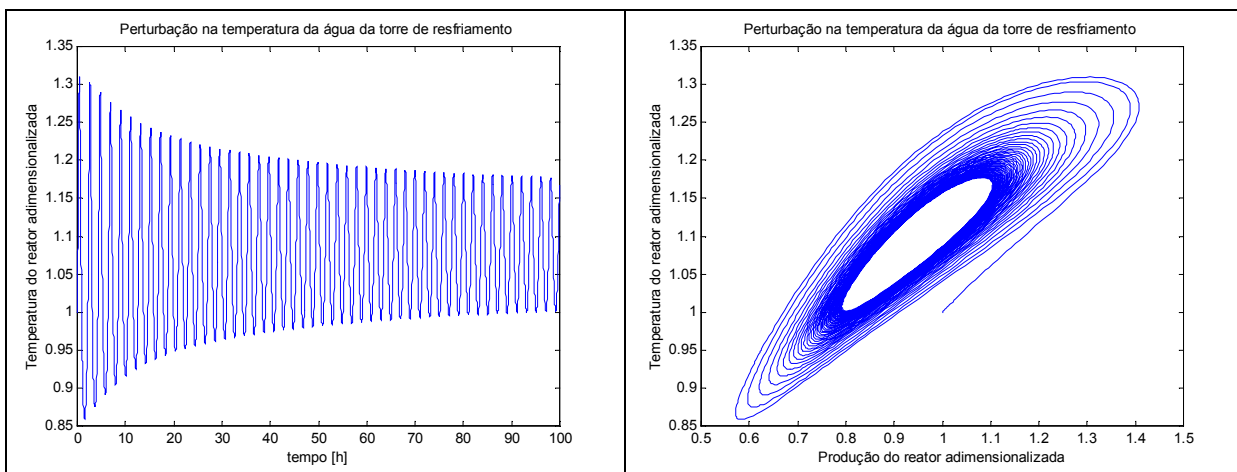 Perturbação na temperatura da água da torre de resfriamento
1.35
1.3
1.25
1.2
1.15
1.1
1.05
1
0.95
0.9
0.85
Temperatura do reator adimensionalizada
0 10 20 30 40 50 60 70 80 90 100
tempo [h]
Perturbação na temperatura da água da torre de resfriamento
1.35
1.3
1.25
1.2
1.15
1.1
1.05
1
0.95
0.9
0.85
Temperatura do reator adimensionalizada
0.5 0.6 0.7 0.8 0.9 1 1.1 1.2 1.3 1.4 1.5
Produção do reator adimensionalizada